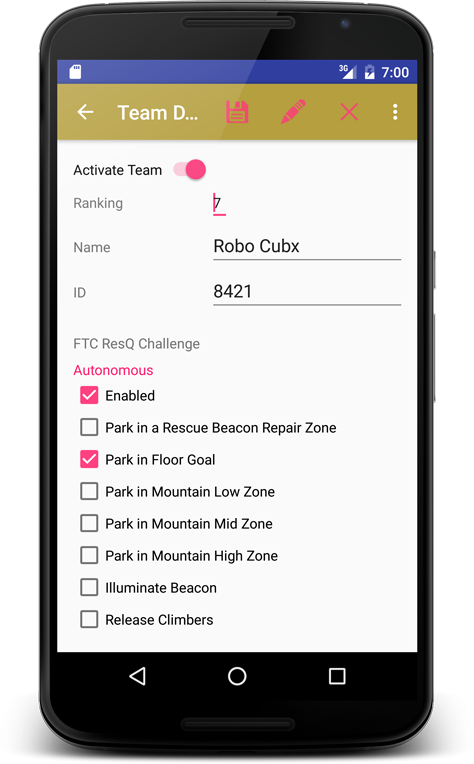 3G 7:00
Team D...
Activate Team
Ranking 7
Name Robo Cubx
ID 8421
FTC ResQ Challenge
Autonomous
Enabled
Park in a Rescue Beacon Repair Zone
Park in Floor Goal
Park in Mountain Low Zone
Park in Mountain Mid Zone
Park in Mountain High Zone
Illuminate Beacon
Release Climbers